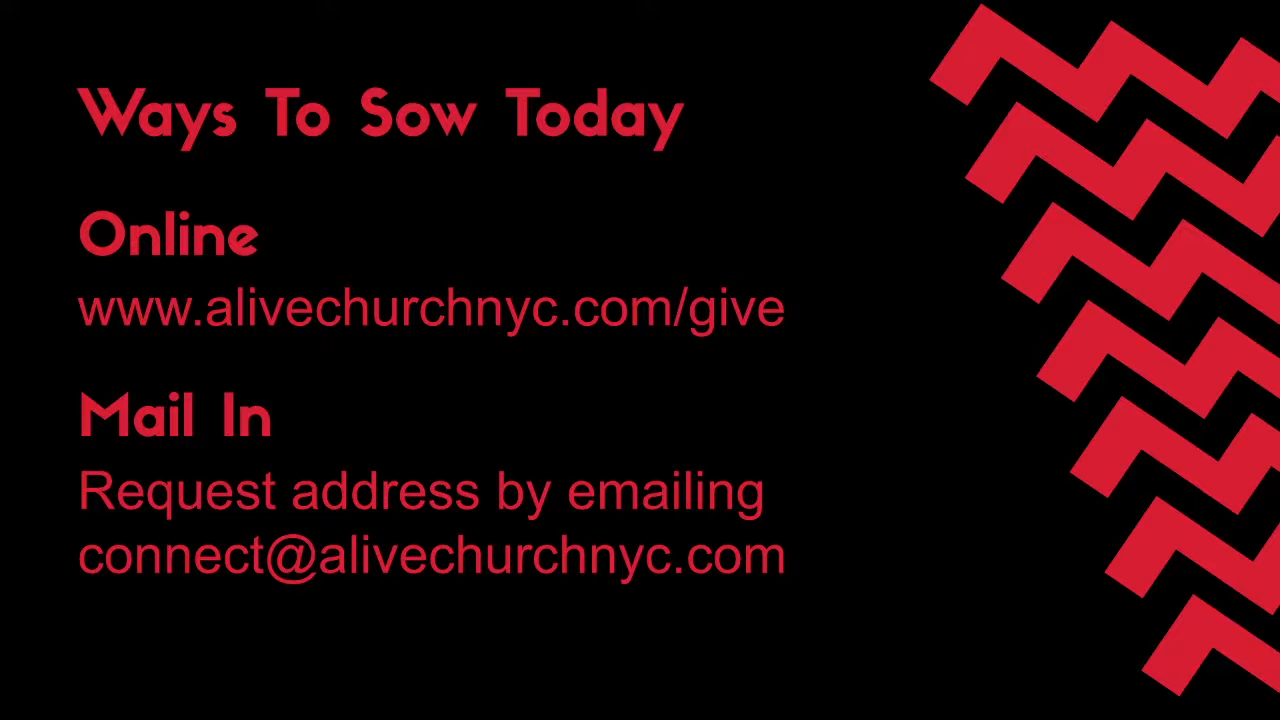 Ways To Sow Today
Online
www.alivechurchnyc.com/give
Mail In
Request address by emailing
connect@alivechurchnyc.com